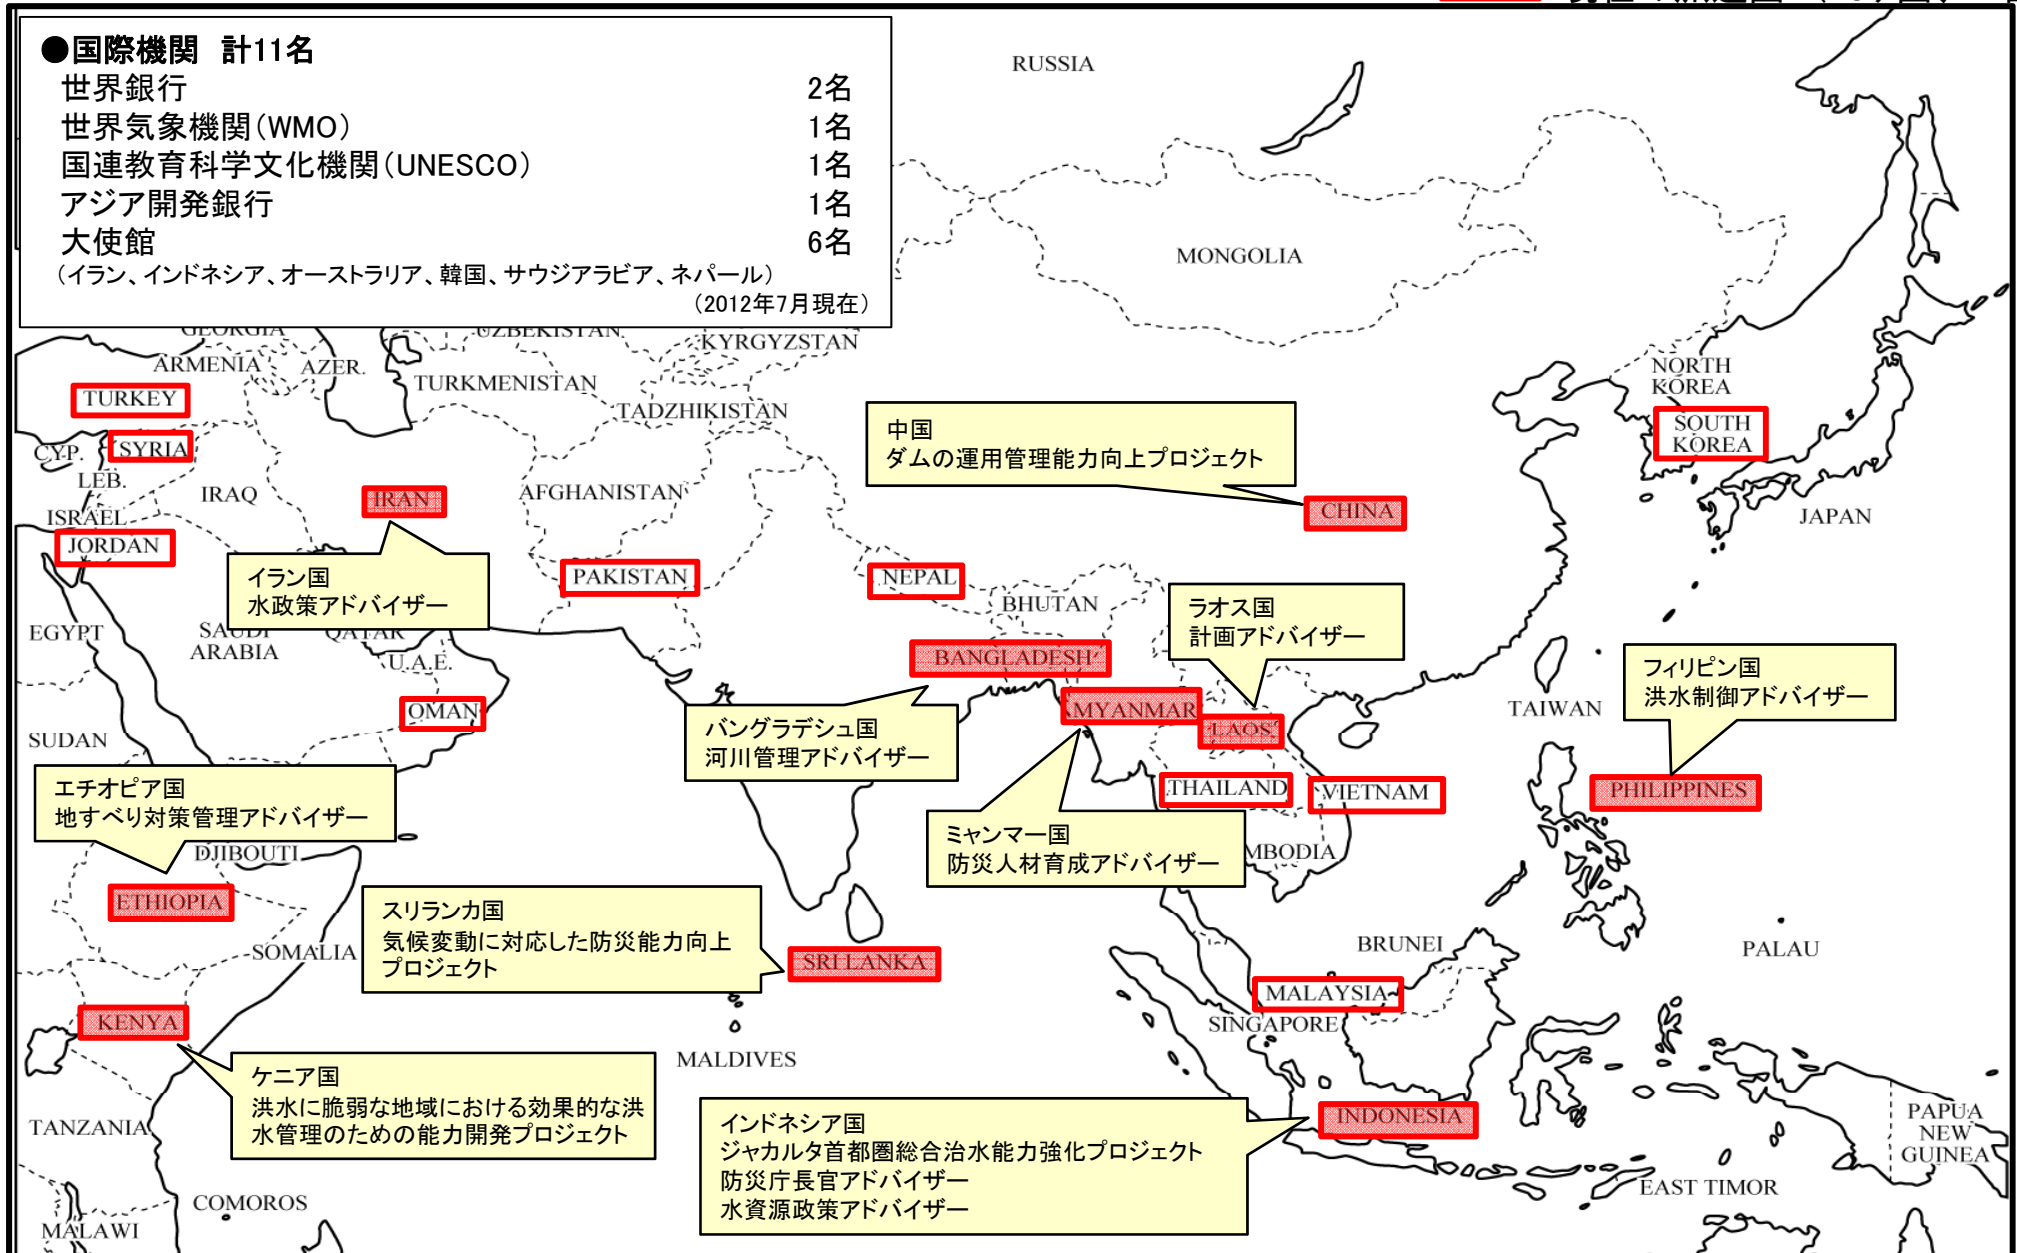 ●国際機関 計11名
世界銀行 2名
世界気象機関（WMO） 1名
国連教育科学文化機関（UNESCO） 1名
アジア開発銀行 1名
大使館 6名
（イラン、インドネシア、オーストラリア、韓国、サウジアラビア、ネパール）
（2012年7月現在）
RUSSIA
MONGOLIA
GEORGIA
UZBEKISTAN
KYRGYZSTAN
ARMENIA
AZER.
TURKMENISTAN
TADZHIKISTAN
TURKEY
NORTH
KOREA
SOUTH
KOREA
JAPAN
中国
ダムの運用管理能力向上プロジェクト
CHINA
CYP.
SYRIA
LEB.
IRAQ
IRAN
AFGHANISTAN
ISRAEL
JORDAN
イラン国
水政策アドバイザー
PAKISTAN
NEPAL
BHUTAN
ラオス国
計画アドバイザー
EGYPT
SAUDI
ARABIA
QATAR
U.A.E.
OMAN
BANGLADESH
MYANMAR
LAOS
TAIWAN
フィリピン国
洪水制御アドバイザー
バングラデシュ国
河川管理アドバイザー
SUDAN
エチオピア国
地すべり対策管理アドバイザー
THAILAND
VIETNAM
PHILIPPINES
ミャンマー国
防災人材育成アドバイザー
MBODIA
DJIBOUTI
ETHIOPIA
SOMALIA
スリランカ国
気候変動に対応した防災能力向上
プロジェクト
SRI LANKA
BRUNEI
PALAU
MALAYSIA
SINGAPORE
KENYA
MALDIVES
ケニア国
洪水に脆弱な地域における効果的な洪
水管理のための能力開発プロジェクト
インドネシア国
ジャカルタ首都圏総合治水能力強化プロジェクト
防災庁長官アドバイザー
水資源政策アドバイザー
INDONESIA
TANZANIA
PAPUA
NEW
GUINEA
EAST TIMOR
COMOROS
MALAWI